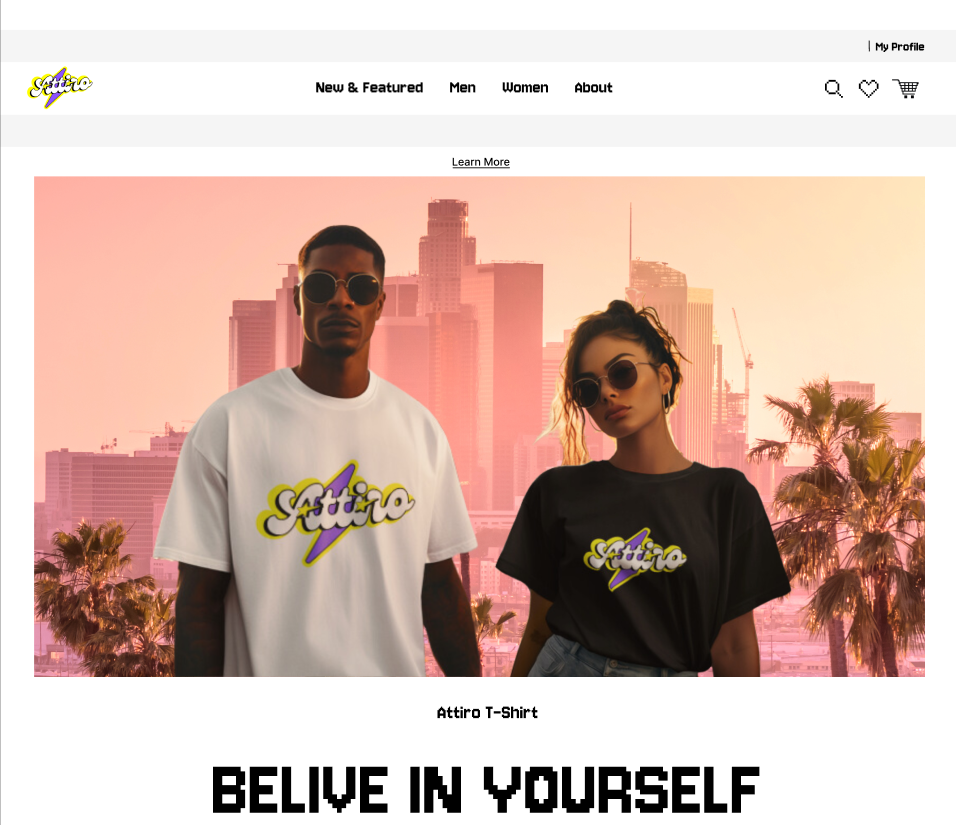 | My Profile
Attiro
New & Featured Men Women About
Learn More
Attiro
Attiro
Attiro T-Shirt
BELIVE IN YOURSELF